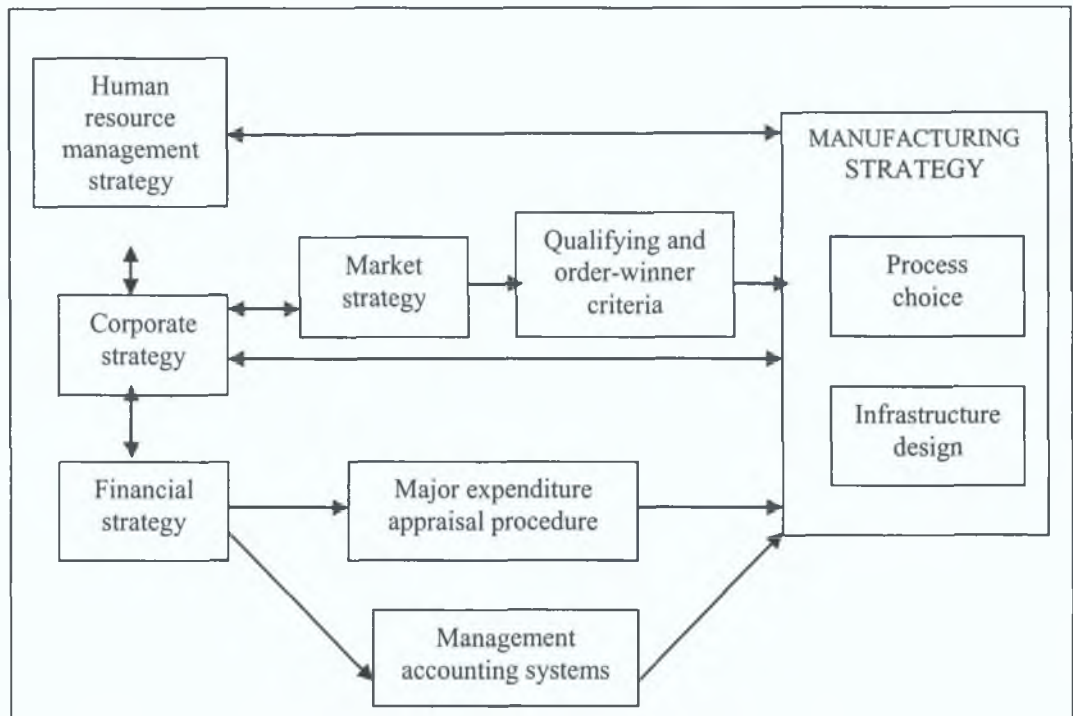 Human
resource
management
strategy
MANUFACTURING
STRATEGY
Market
strategy
Qualifying and
order-winner
criteria
Process
choice
Corporate
strategy
Infrastructure
design
Financial
strategy
Major expenditure
appraisal procedure
Management
accounting systems